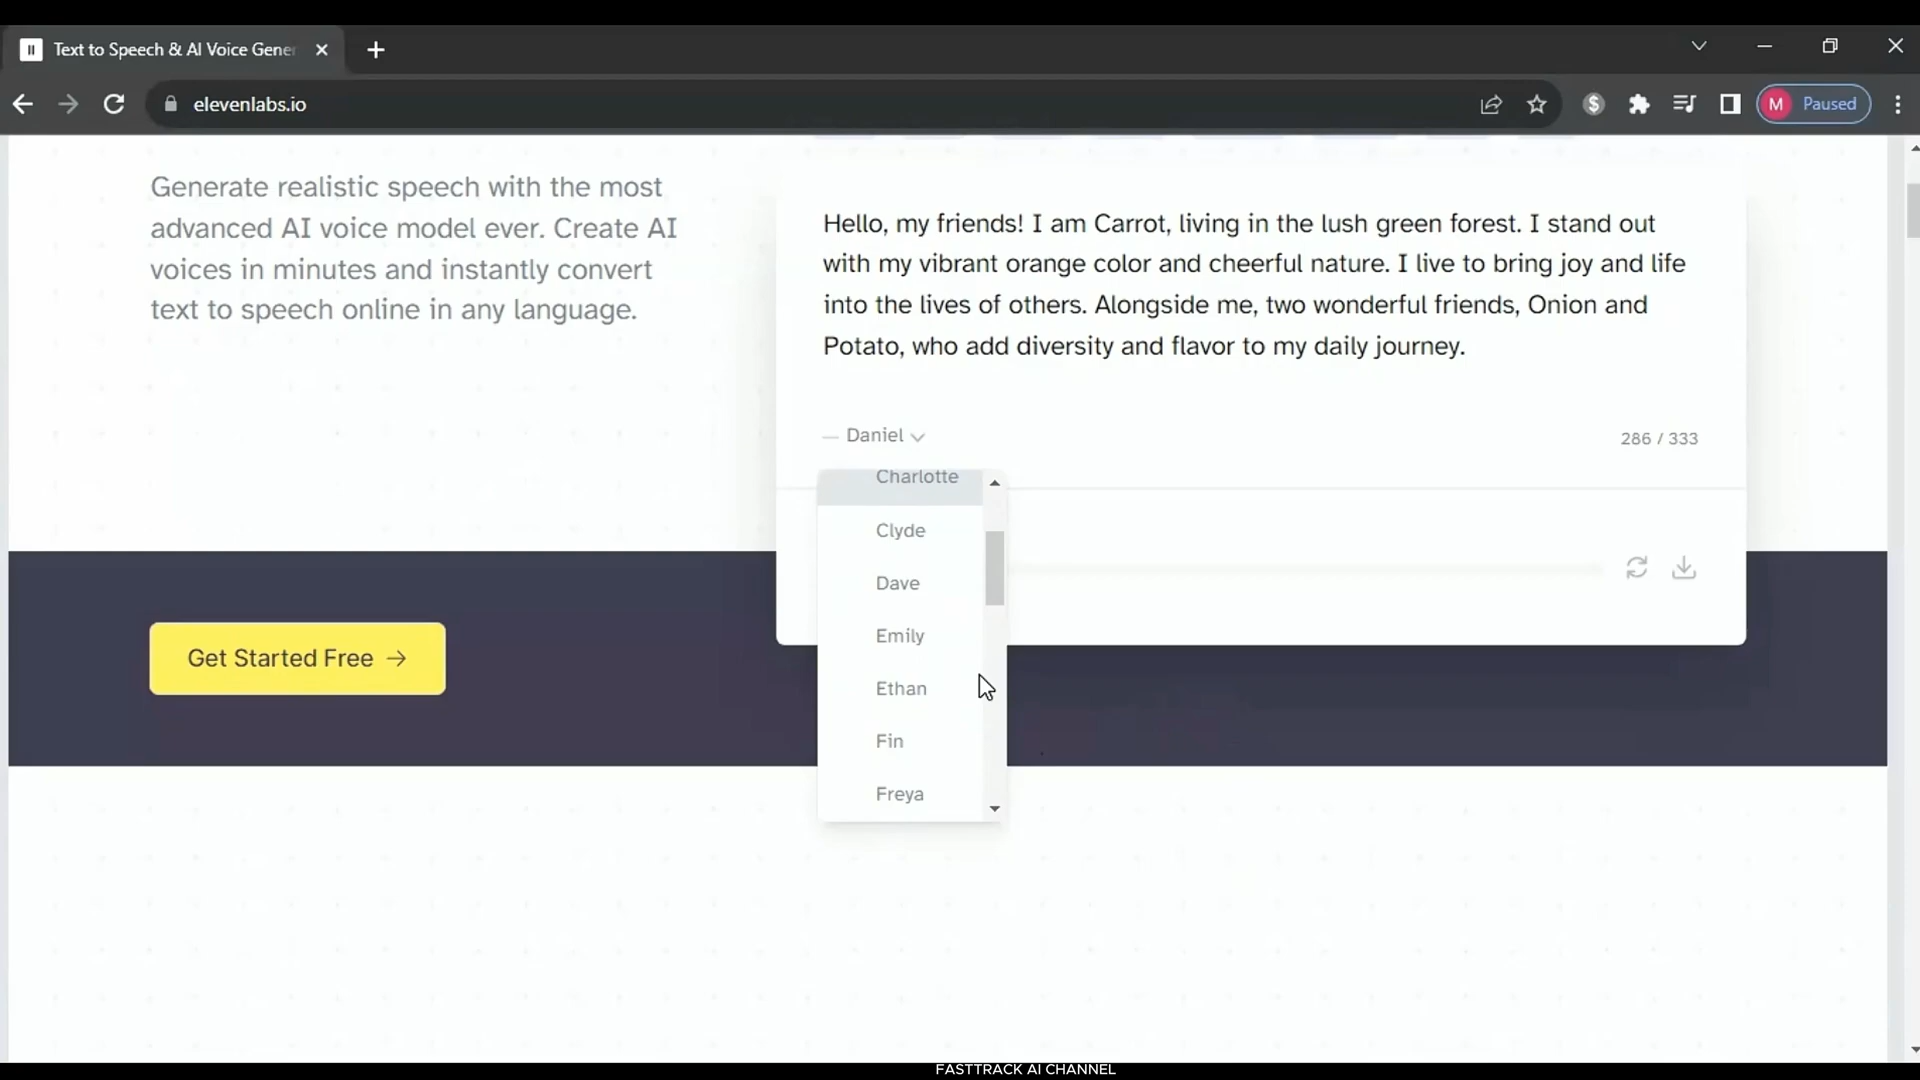 Text to Speech & AI Voice Gener
elevenlabs.io
M Paused
Generate realistic speech with the most
advanced AI voice model ever. Create AI
voices in minutes and instantly convert
text to speech online in any language.
Hello, my friends! I am Carrot, living in the lush green forest. I stand out
with my vibrant orange color and cheerful nature. I live to bring joy and life
into the lives of others. Alongside me, two wonderful friends, Onion and
Potato, who add diversity and flavor to my daily journey.
— Daniel
286 / 333
Charlotte
Clyde
Dave
Emily
Ethan
Fin
Freya
Get Started Free →
FASTTRACK AI CHANNEL